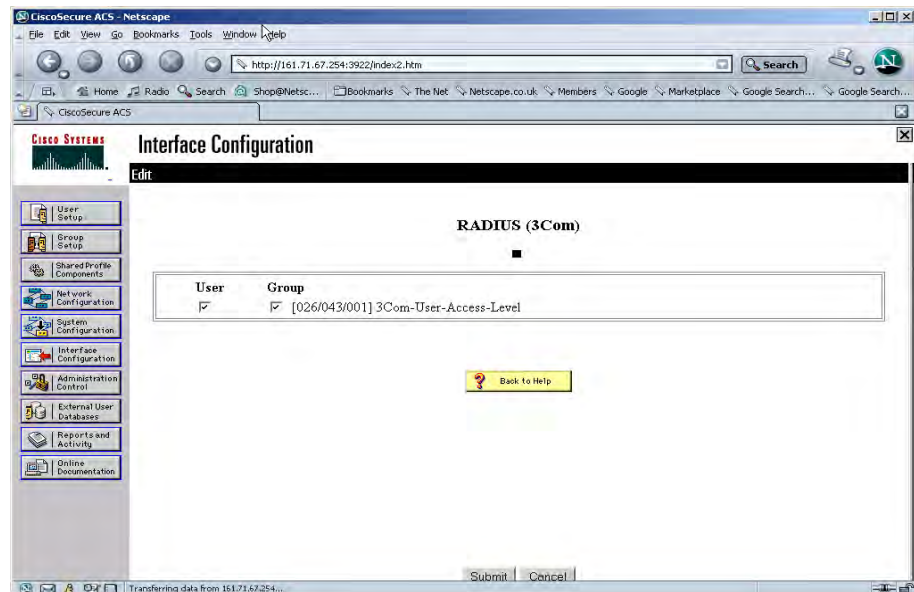 CiscoSecure ACS - Netscape
File Edit View Go Bookmarks Tools Window Help
http://161.71.67.254:3922/index2.htm
Search
N
Home Radio Search Shop@Netsc... Bookmarks The Net Netscape.co.uk Members Google Marketplace Google Search... Google Search...
CiscoSecure ACS
CISCO SYSTEMS
Interface Configuration
Edit
User Setup
Group Setup
Shared Profile Components
Network Configuration
System Configuration
Interface Configuration
Administration Control
External User Databases
Reports and Activity
Online Documentation
RADIUS (3Com)
User Group
[026/043/001] 3Com-User-Access-Level
? Back to Help
Submit Cancel
Transferring data from 161.71.67.254...